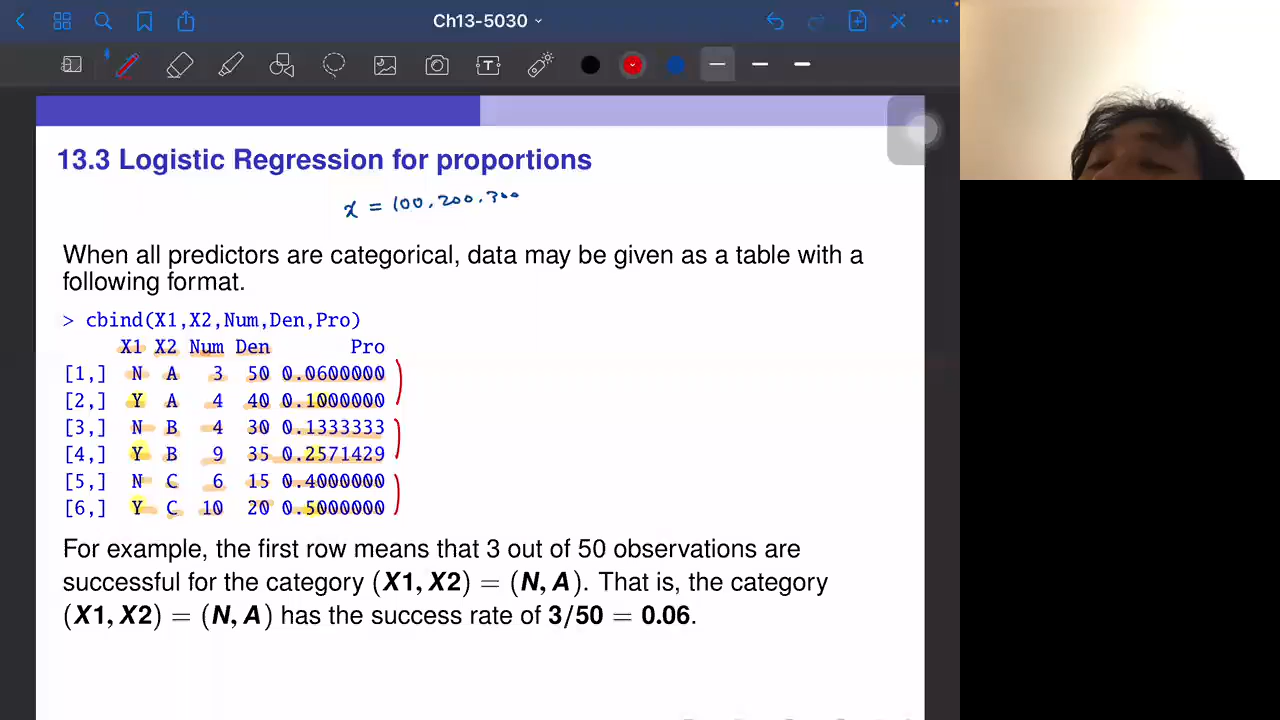 Ch13-5030
T
13.3 Logistic Regression for proportions
x = 100, 200, 300
When all predictors are categorical, data may be given as a table with a
following format.
> cbind(X1,X2,Num,Den,Pro)
X1 X2 Num Den Pro
[1,] N A 3 50 0.0600000
[2,] Y A 4 40 0.1000000
[3,] N B 4 30 0.1333333
[4,] Y B 9 35 0.2571429
[5,] N C 6 15 0.4000000
[6,] Y C 10 20 0.5000000
For example, the first row means that 3 out of 50 observations are
successful for the category (X1, X2) = (N, A). That is, the category
(X1, X2) = (N, A) has the success rate of 3/50 = 0.06.